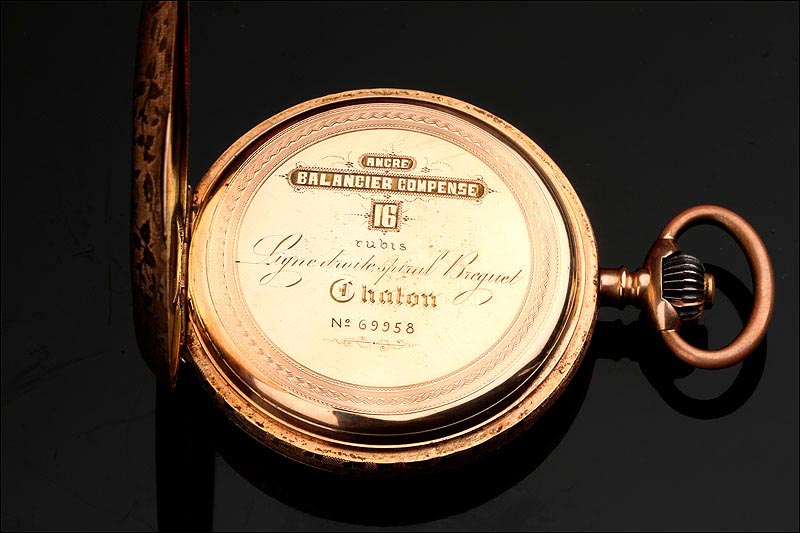 ANCRE
BALANCIER COMPENSE
16
rubis
Ligne droite spiral Breguet
Chaton
No 69958